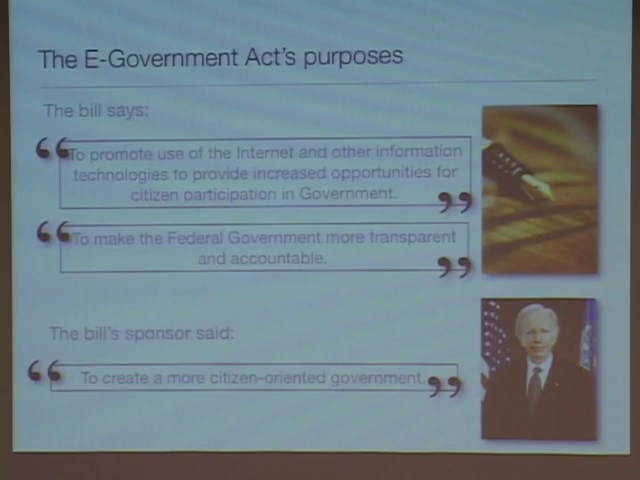 The E-Government Act's purposes
The bill says:
“To promote use of the Internet and other information
technologies to provide increased opportunities for
citizen participation in Government.”
“To make the Federal Government more transparent
and accountable.”
The bill's sponsor said:
“To create a more citizen-oriented government.”